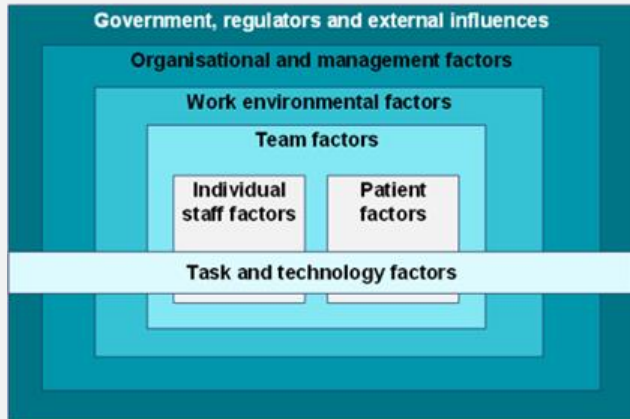 Government, regulators and external influences
Organisational and management factors
Work environmental factors
Team factors
Individual
staff factors
Patient
factors
Task and technology factors